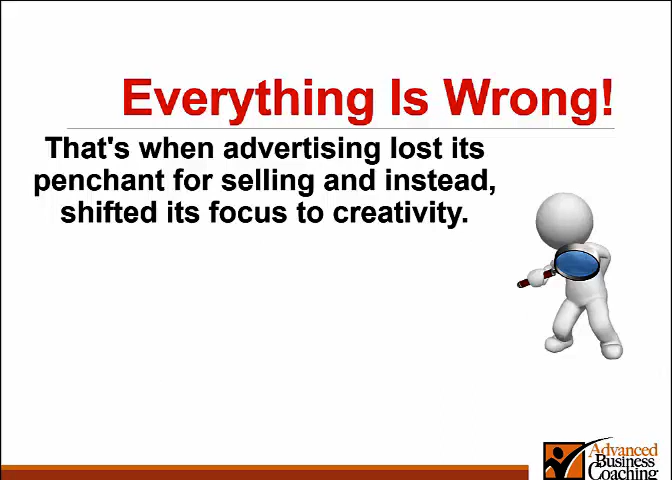 Everything Is Wrong!
That's when advertising lost its
penchant for selling and instead,
shifted its focus to creativity.
Advanced
Business
Coaching